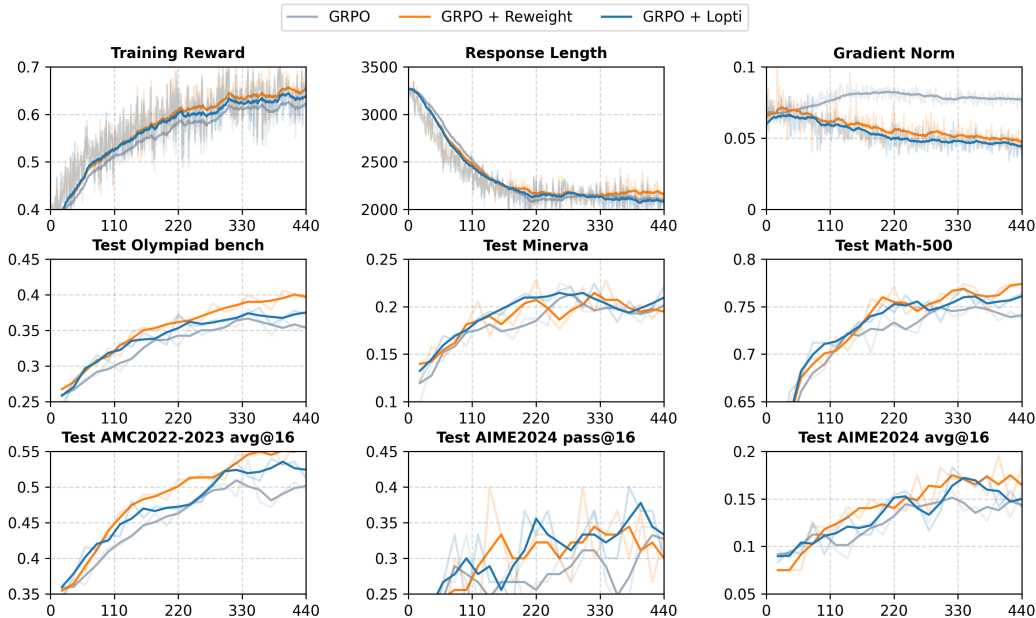 GRPO GRPO + Reweight GRPO + Lopti
Training Reward Response Length Gradient Norm
0.7 3500 0.1
0.6 3000
0.5 2500 0.05
0.4 2000 0
0 110 220 330 440 0 110 220 330 440 0 110 220 330 440
Test Olympiad bench Test Minerva Test Math-500
0.45 0.25 0.8
0.4 0.2 0.75
0.35
0.3 0.15 0.7
0.25 0.1 0.65
0 110 220 330 440 0 110 220 330 440 0 110 220 330 440
Test AMC2022-2023 avg@16 Test AIME2024 pass@16 Test AIME2024 avg@16
0.55 0.45 0.2
0.5 0.4 0.15
0.45 0.35
0.4 0.3 0.1
0.35 0.25 0.05
0 110 220 330 440 0 110 220 330 440 0 110 220 330 440